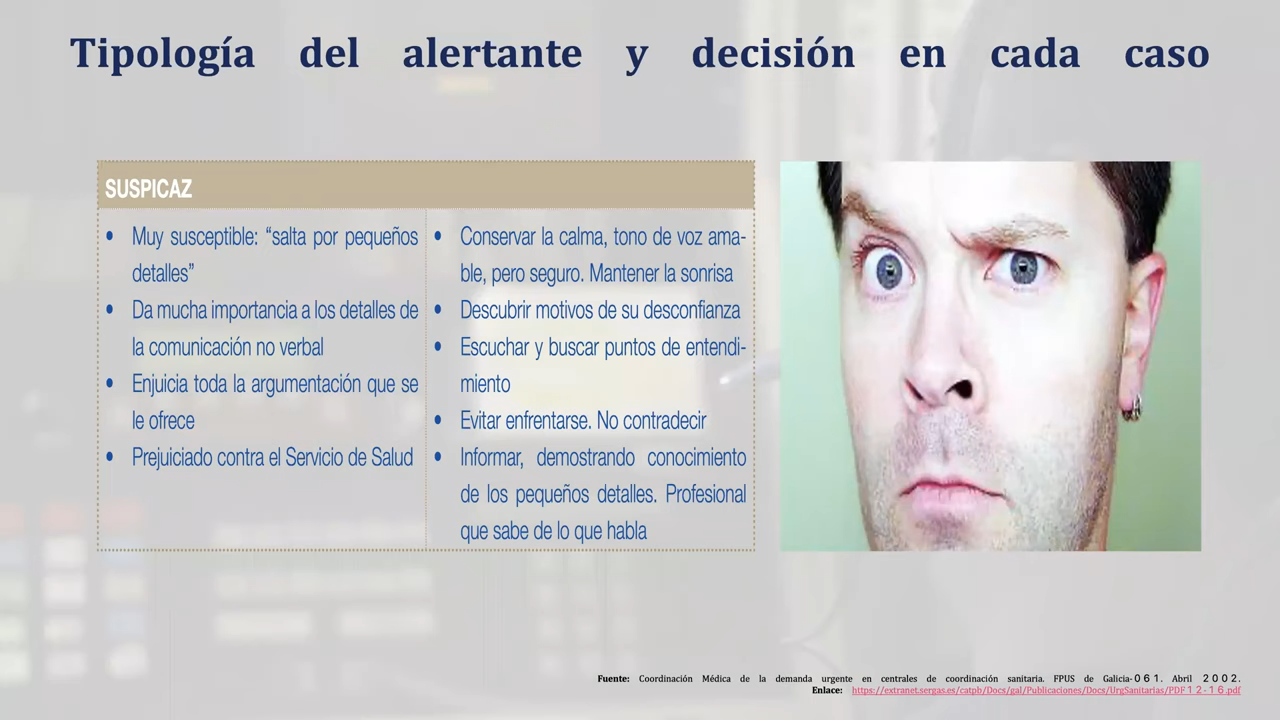 Tipología del alertante y decisión en cada caso
SUSPICAZ
• Muy susceptible: “salta por pequeños
detalles”
• Da mucha importancia a los detalles de
la comunicación no verbal
• Enjuicia toda la argumentación que se
le ofrece
• Prejuiciado contra el Servicio de Salud
• Conservar la calma, tono de voz ama-
ble, pero seguro. Mantener la sonrisa
• Descubrir motivos de su desconfianza
• Escuchar y buscar puntos de entendi-
miento
• Evitar enfrentarse. No contradecir
• Informar, demostrando conocimiento
de los pequeños detalles. Profesional
que sabe de lo que habla
Fuente: Coordinación Médica de la demanda urgente en centrales de coordinación sanitaria. FPUS de Galicia-061. Abril 2002.
Enlace: https://extranet.sergas.es/catpb/Docs/gal/Publicaciones/Docs/UrgSanitarias/PDF12-16.pdf